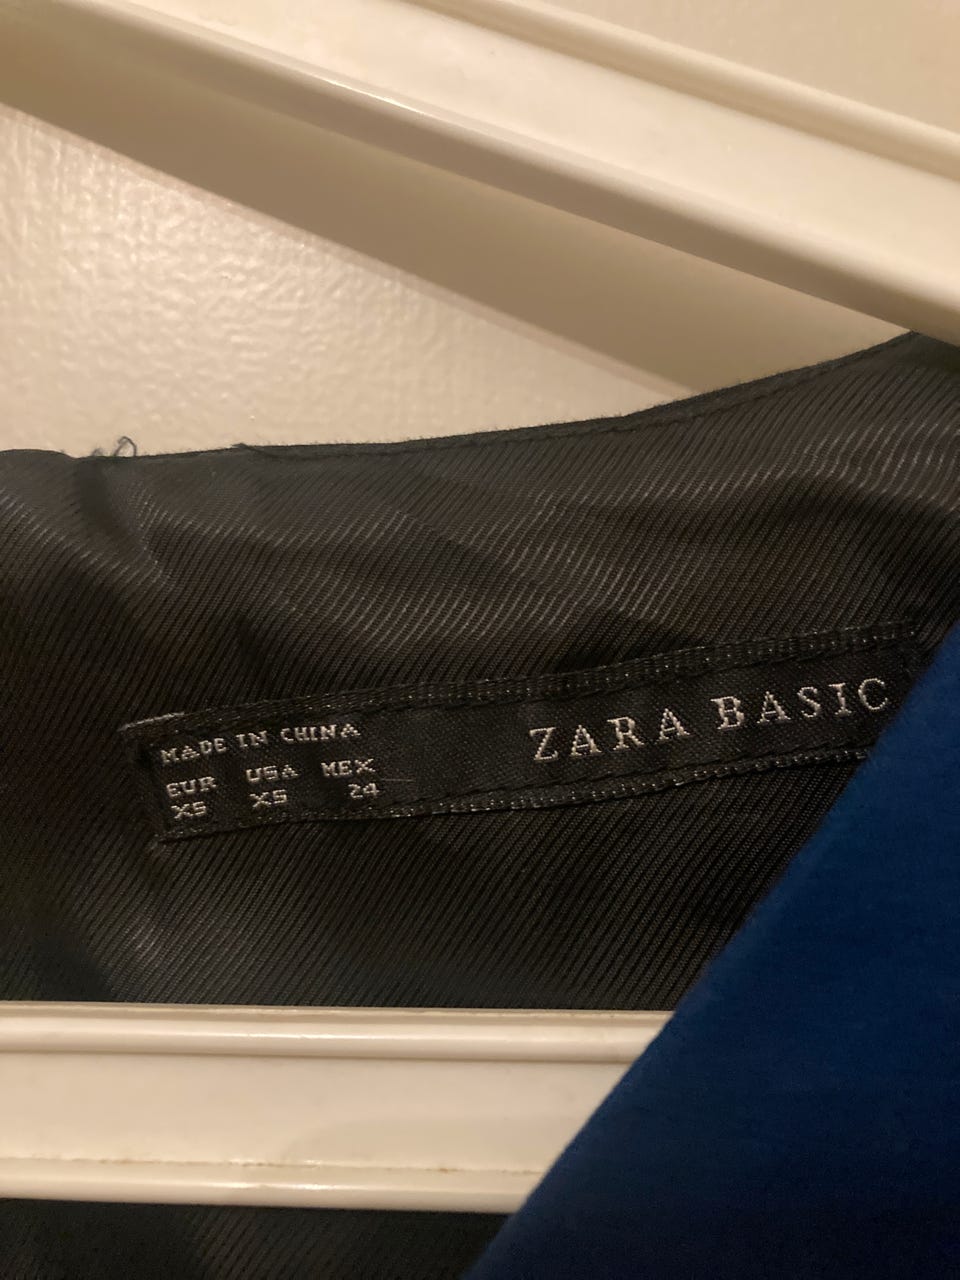 MADE IN CHINA
EUR USA MEX
XS XS 24
ZARA BASIC